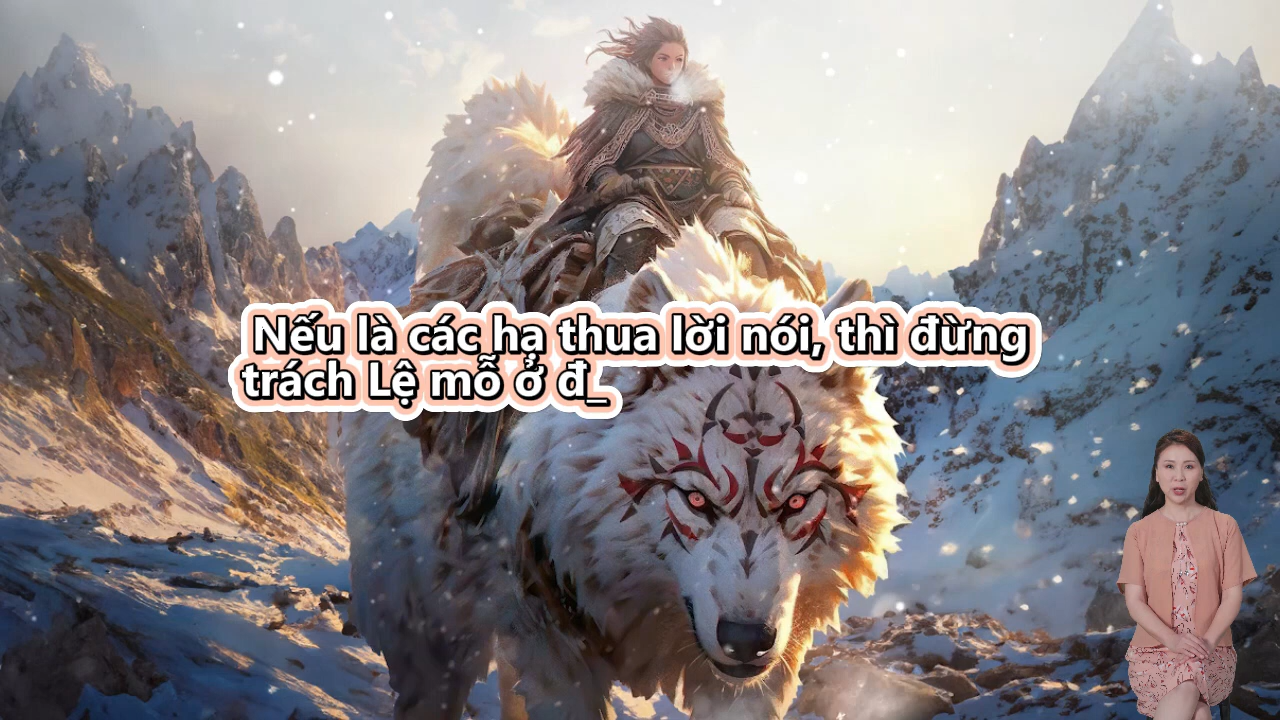 Nếu là các hạ thua lời nói, thì đừng
trách Lệ mỗ ở đ_